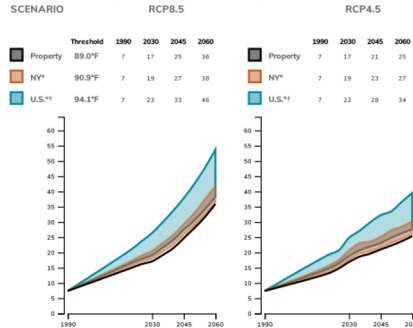 SCENARIO RCP8.5 RCP4.5
Threshold 1990 2030 2045 2060 1990 2030 2045 2060
Property 89.0°F 7 17 25 36 Property 7 17 21 25
NY* 90.9°F 7 19 27 38 NY* 7 19 23 27
U.S.*† 94.1°F 7 23 33 46 U.S.*† 7 22 28 34
60 60
55 55
50 50
45 45
40 40
35 35
30 30
25 25
20 20
15 15
10 10
5 5
0 0
1990 2030 2045 2060 1990 2030 2045 2060